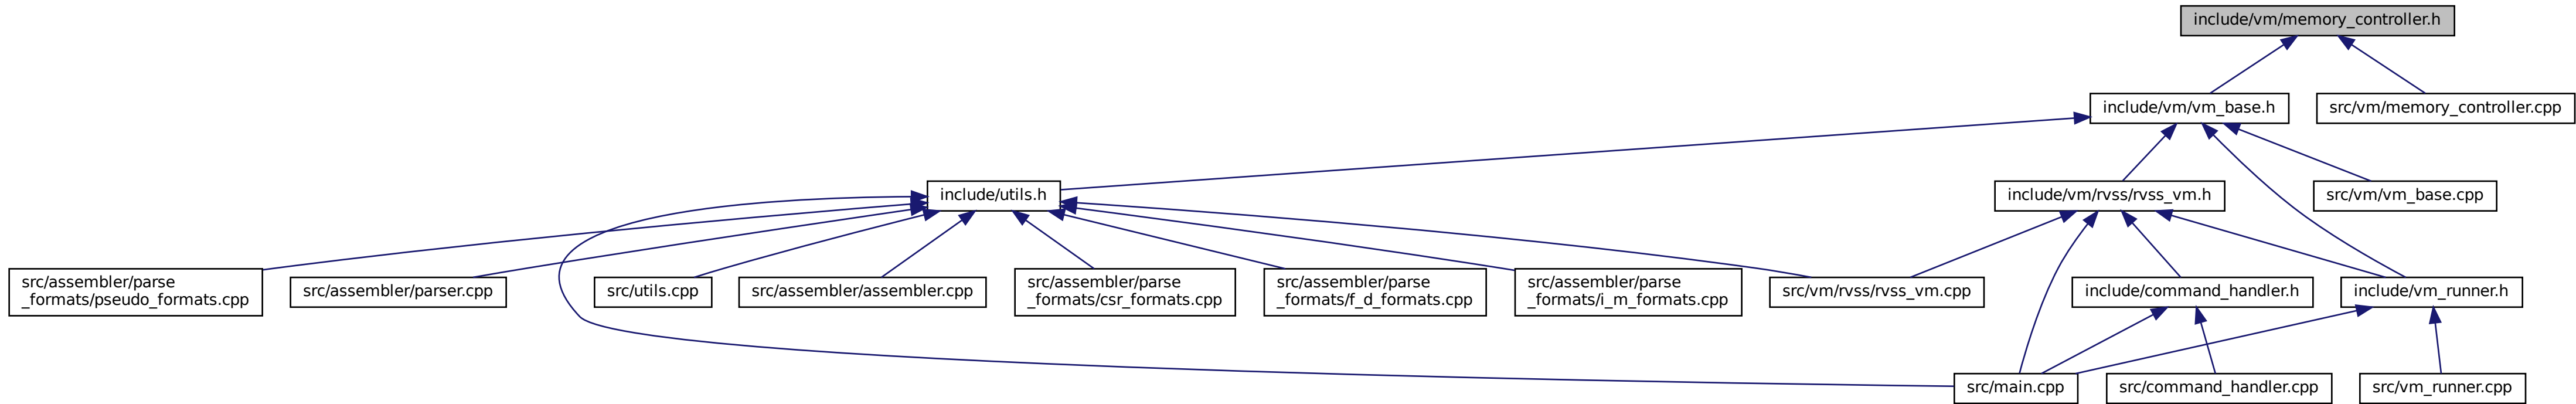 include/vm/memory_controller.h
include/vm/vm_base.h
src/vm/memory_controller.cpp
include/utils.h
include/vm/rvss/rvss_vm.h
src/vm/vm_base.cpp
src/assembler/parse
_formats/pseudo_formats.cpp
src/assembler/parser.cpp
src/utils.cpp
src/assembler/assembler.cpp
src/assembler/parse
_formats/csr_formats.cpp
src/assembler/parse
_formats/f_d_formats.cpp
src/assembler/parse
_formats/i_m_formats.cpp
src/vm/rvss/rvss_vm.cpp
include/command_handler.h
include/vm_runner.h
src/main.cpp
src/command_handler.cpp
src/vm_runner.cpp